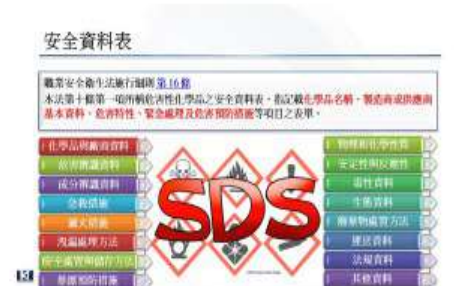 安全資料表
職業安全衛生法施行細則 第 16 條
本法第十條第一項所稱危害性化學品之安全資料表，指記載化學品名稱、製造商或供應商
基本資料、危害特性、緊急處理及危害預防措施等項目之表單。
化學品與廠商資料
危害辨識資料
成分辨識資料
急救措施
滅火措施
洩漏處理方法
安全處置與儲存方法
暴露預防措施
SDS
物理和化學性質
安定性與反應性
毒性資料
生態資料
廢棄物處置方法
運送資料
法規資料
其他資料